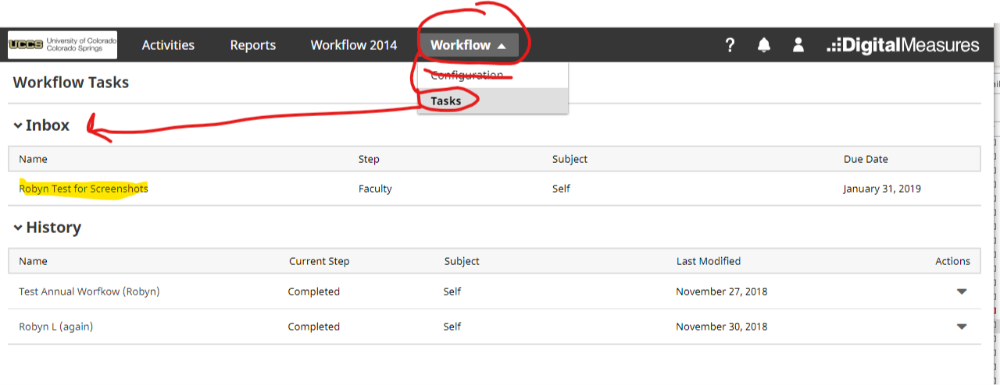 UCCS University of Colorado Colorado Springs Activities Reports Workflow 2014 Workflow ? DigitalMeasures
Configuration
Workflow Tasks
Tasks
Inbox
Name Step Subject Due Date
Robyn Test for Screenshots Faculty Self January 31, 2019
History
Name Current Step Subject Last Modified Actions
Test Annual Worfkow (Robyn) Completed Self November 27, 2018
Robyn L (again) Completed Self November 30, 2018